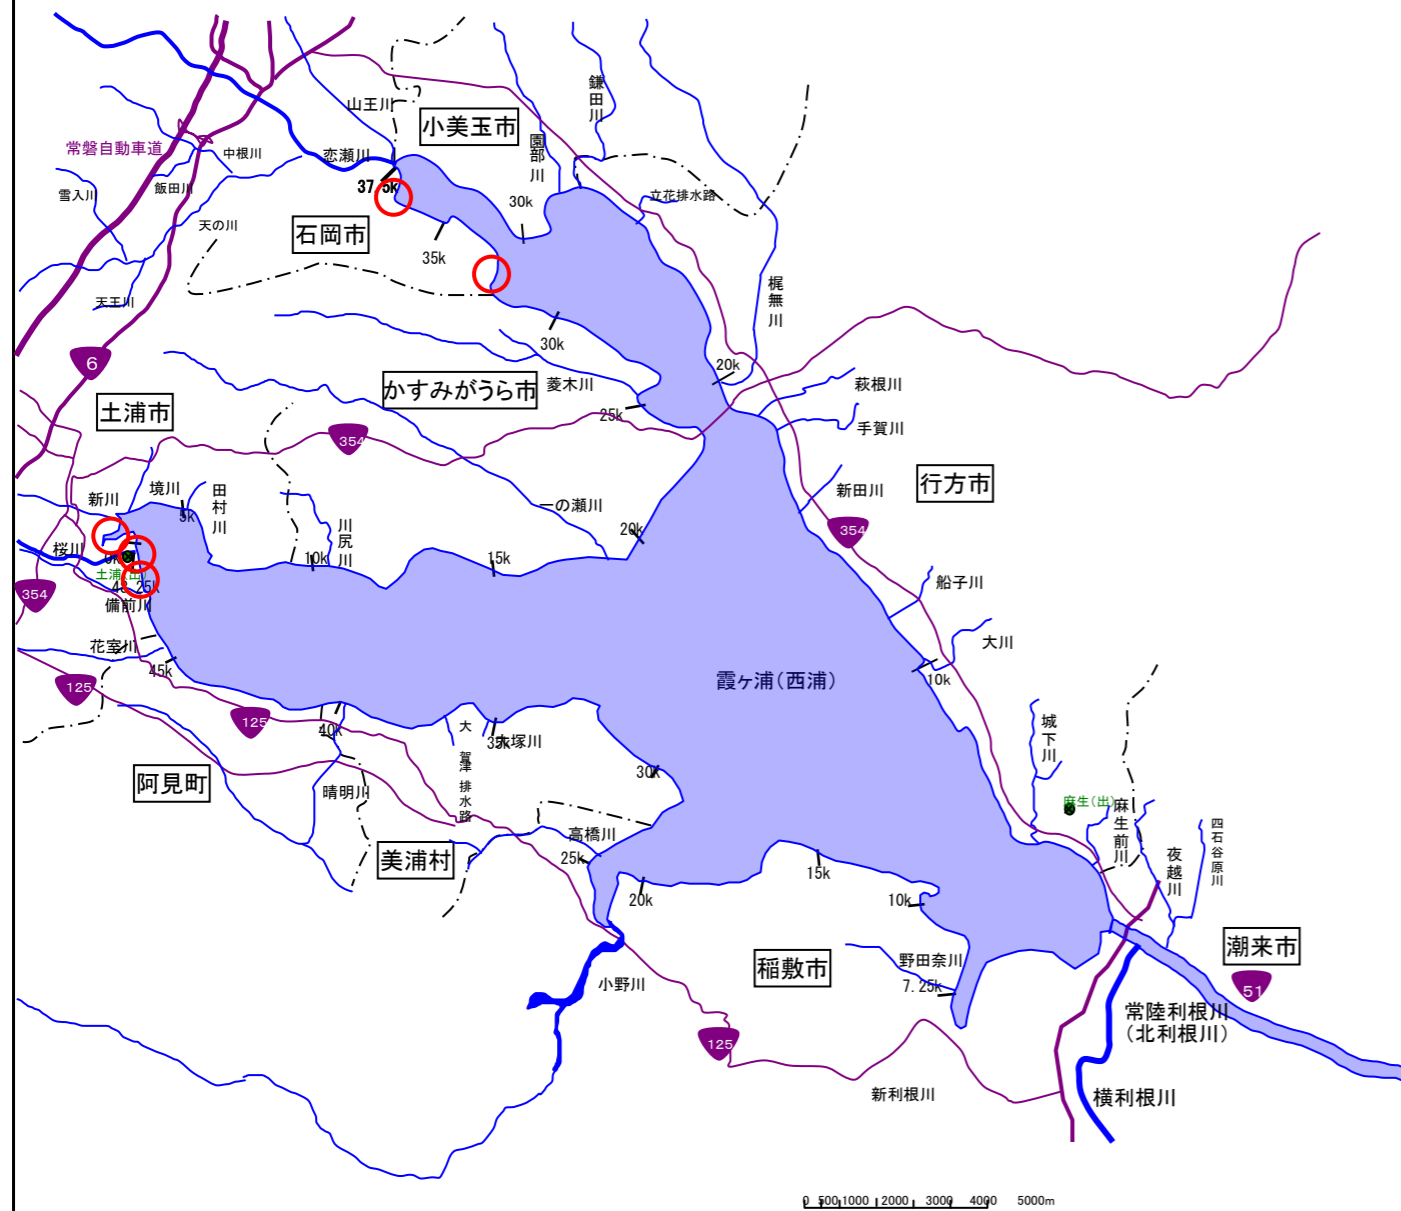 鎌田川
山王川
小美玉市
園部川
常磐自動車道
中根川
恋瀬川
37.5k
飯田川
雪入川
立花排水路
30k
天の川
石岡市
35k
梶無川
天王川
30k
6
20k
かすみがうら市
菱木川
萩根川
土浦市
25k
手賀川
354
行方市
新田川
境川
田村川
新川
5k
一の瀬川
川尻川
20k
354
桜川
0k
10k
15k
土浦(出)
船子川
354
48.25k
備前川
花室川
大川
45k
霞ヶ浦(西浦)
10k
125
125
40k
大賀津排水路
35k
大塚川
城下川
30k
阿見町
晴明川
麻生(出)
麻生前川
四石谷原川
高橋川
美浦村
25k
15k
夜越川
20k
10k
潮来市
稲敷市
野田奈川
小野川
7.25k
51
常陸利根川
(北利根川)
125
新利根川
横利根川
0 500 1000 2000 3000 4000 5000m